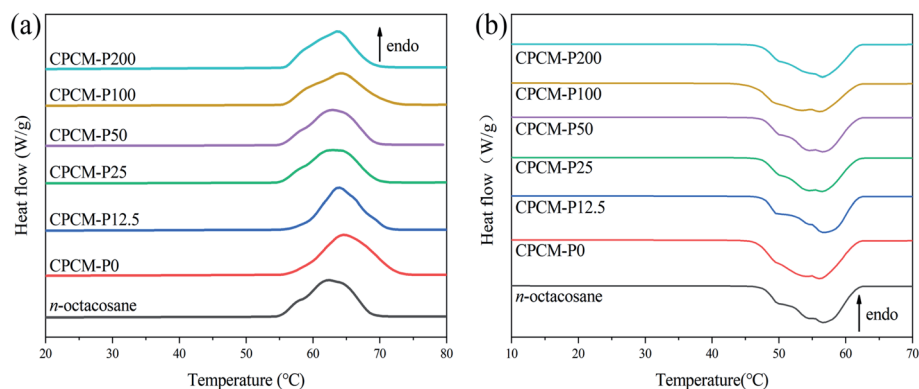 (a)
endo
CPCM-P200
CPCM-P100
CPCM-P50
CPCM-P25
CPCM-P12.5
CPCM-P0
n-octacosane
Heat flow (W/g)
20 30 40 50 60 70 80
Temperature (℃)
(b)
CPCM-P200
CPCM-P100
CPCM-P50
CPCM-P25
CPCM-P12.5
CPCM-P0
n-octacosane
endo
Heat flow（W/g）
10 20 30 40 50 60 70
Temperature(℃)